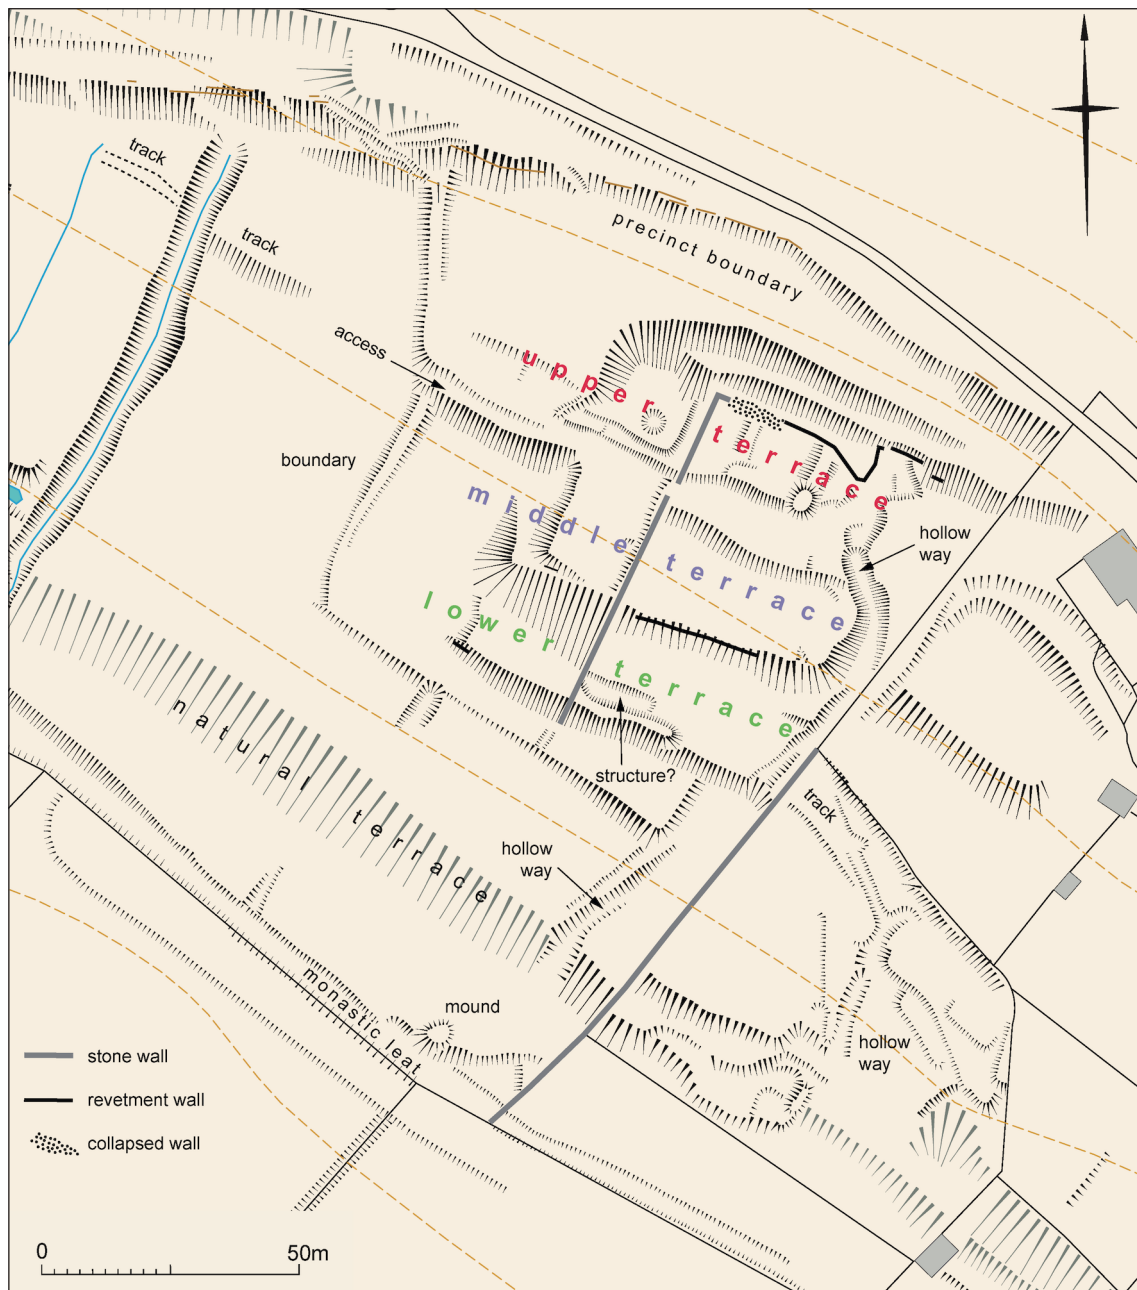 track
track
precinct boundary
access
upper
terrace
boundary
middle terrace
hollow
way
lower
terrace
structure?
natural terrace
track
hollow
way
mound
monastic leat
hollow
way
stone wall
revetment wall
collapsed wall
0 50m